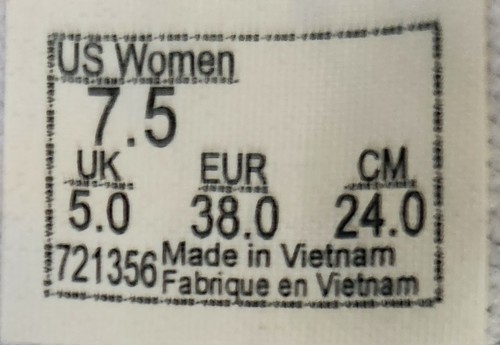 US Women
7.5
UK EUR CM
5.0 38.0 24.0
721356 Made in Vietnam
Fabrique en Vietnam